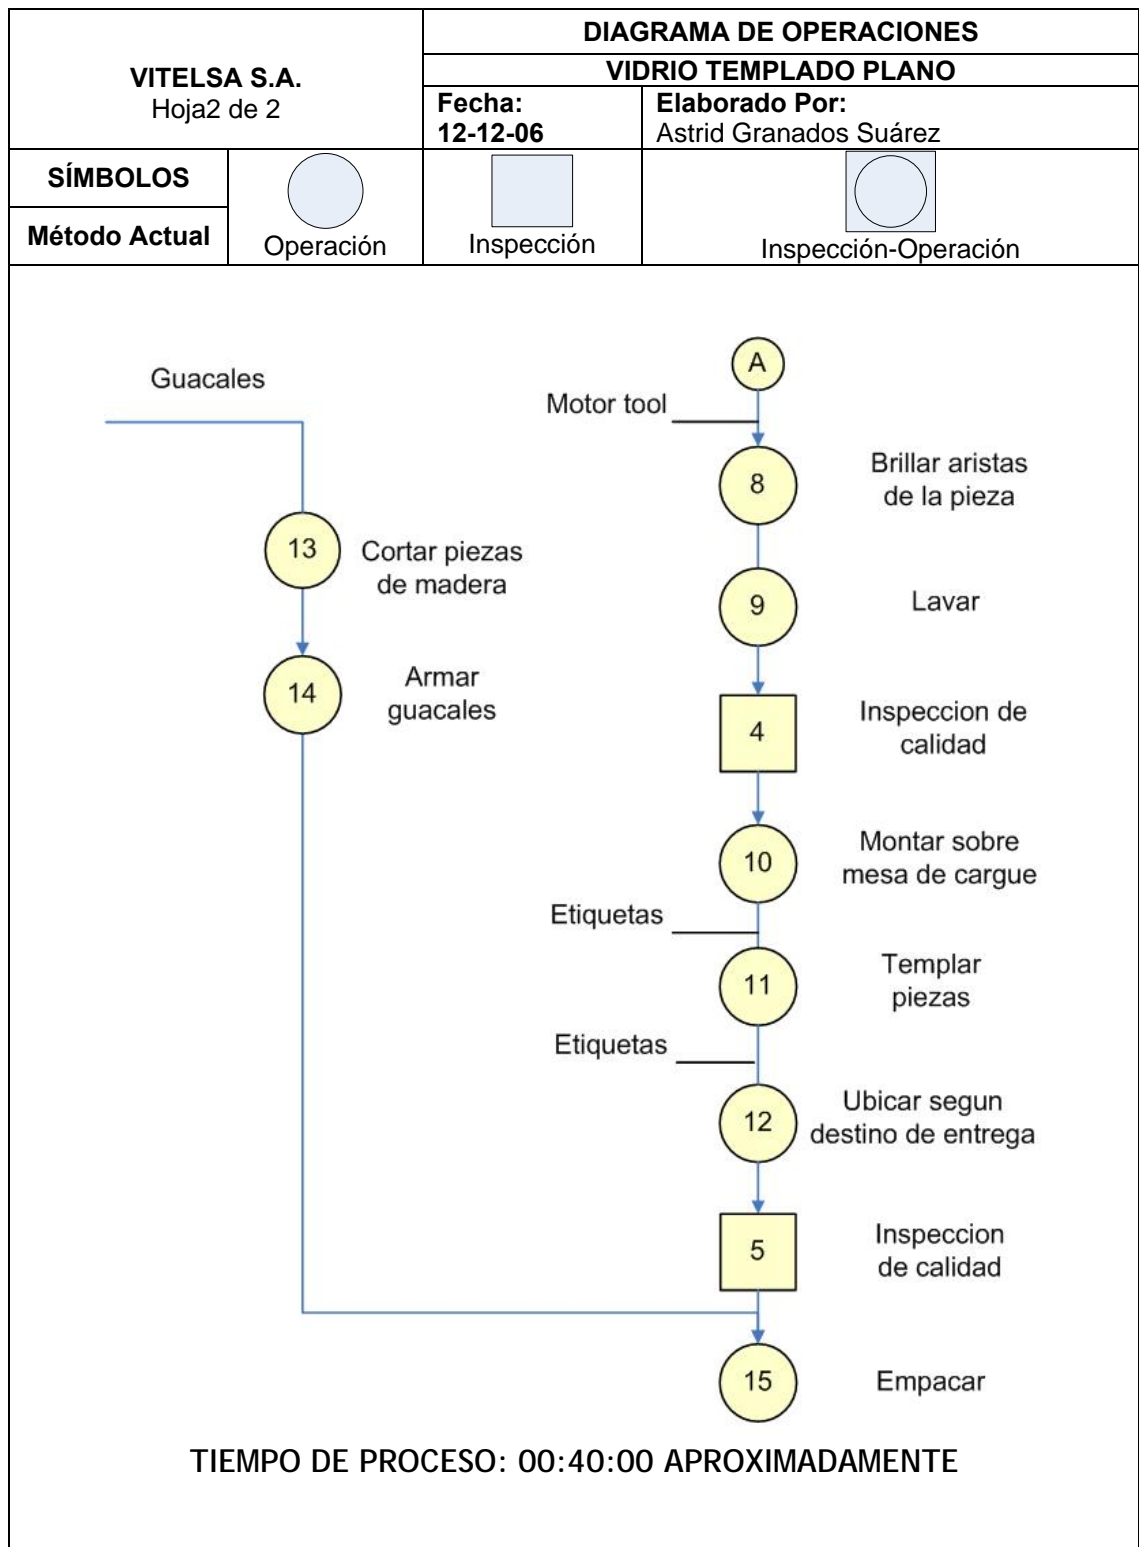 VITELSA S.A.
Hoja2 de 2
DIAGRAMA DE OPERACIONES
VIDRIO TEMPLADO PLANO
Fecha:
12-12-06
Elaborado Por:
Astrid Granados Suárez
SÍMBOLOS
Método Actual
Operación
Inspección
Inspección-Operación
Guacales
13
Cortar piezas
de madera
14
Armar
guacales
A
Motor tool
8
Brillar aristas
de la pieza
9
Lavar
4
Inspeccion de
calidad
10
Montar sobre
mesa de cargue
Etiquetas
11
Templar
piezas
Etiquetas
12
Ubicar segun
destino de entrega
5
Inspeccion
de calidad
15
Empacar
TIEMPO DE PROCESO: 00:40:00 APROXIMADAMENTE